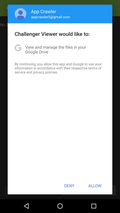 App Crawler
appcrawler5@gmail.com
Challenger Viewer would like to:
View and manage the files in your
Google Drive
By continuing, you allow this app and Google to use your
information in accordance with their respective terms of
service and privacy policies.
DENY
ALLOW